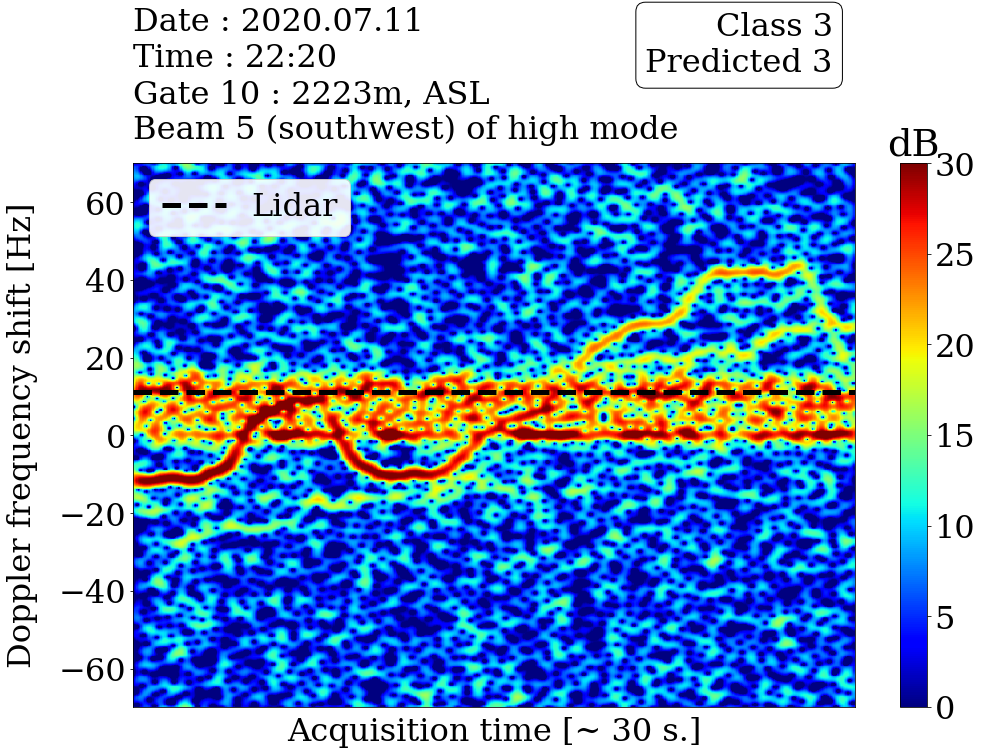 Date : 2020.07.11
Time : 22:20
Gate 10 : 2223m, ASL
Beam 5 (southwest) of high mode
Class 3
Predicted 3
dB
Lidar
Doppler frequency shift [Hz]
60
40
20
0
−20
−40
−60
30
25
20
15
10
5
0
Acquisition time [~ 30 s.]